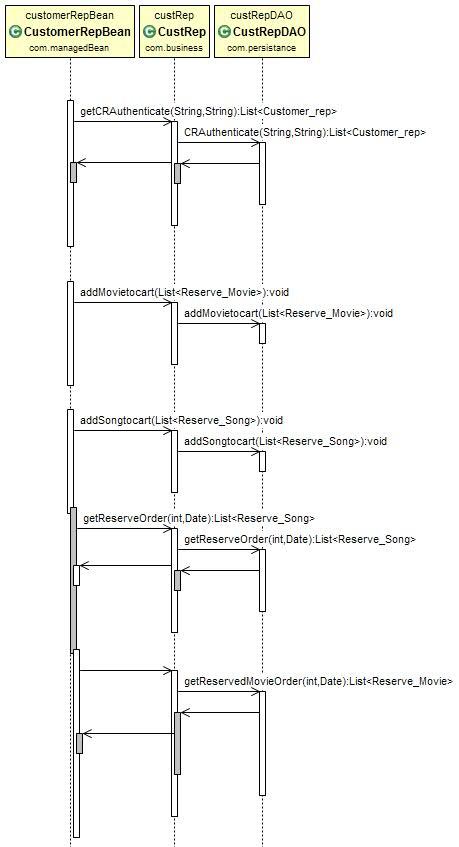 customerRepBean custRep custRepDAO
C CustomerRepBean C CustRep C CustRepDAO
com.managedBean com.business com.persistance
getCRAuthenticate(String,String):List<Customer_rep>
CRAuthenticate(String,String):List<Customer_rep>
addMovietocart(List<Reserve_Movie>):void
addMovietocart(List<Reserve_Movie>):void
addSongtocart(List<Reserve_Song>):void
addSongtocart(List<Reserve_Song>):void
getReserveOrder(int,Date):List<Reserve_Song>
getReserveOrder(int,Date):List<Reserve_Song>
getReservedMovieOrder(int,Date):List<Reserve_Movie>